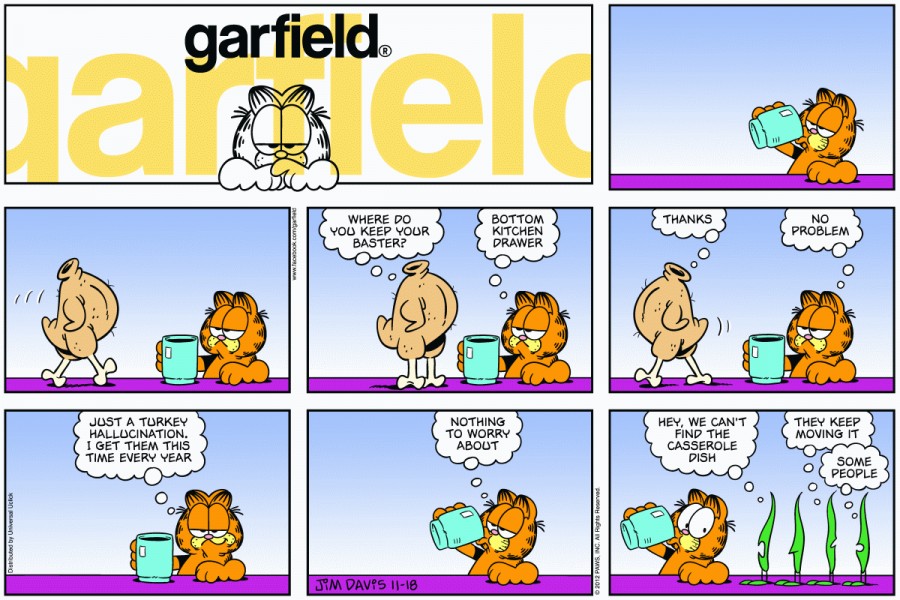 garfield
garfield®
www.facebook.com/garfield
WHERE DO
YOU KEEP YOUR
BASTER?
BOTTOM
KITCHEN
DRAWER
THANKS
NO
PROBLEM
JUST A TURKEY
HALLUCINATION.
I GET THEM THIS
TIME EVERY YEAR
Distributed by Universal Uclick
NOTHING
TO WORRY
ABOUT
JIM DAVIS 11-18
© 2012 PAWS, INC. All Rights Reserved.
HEY, WE CAN'T
FIND THE
CASSEROLE
DISH
THEY KEEP
MOVING IT
SOME
PEOPLE